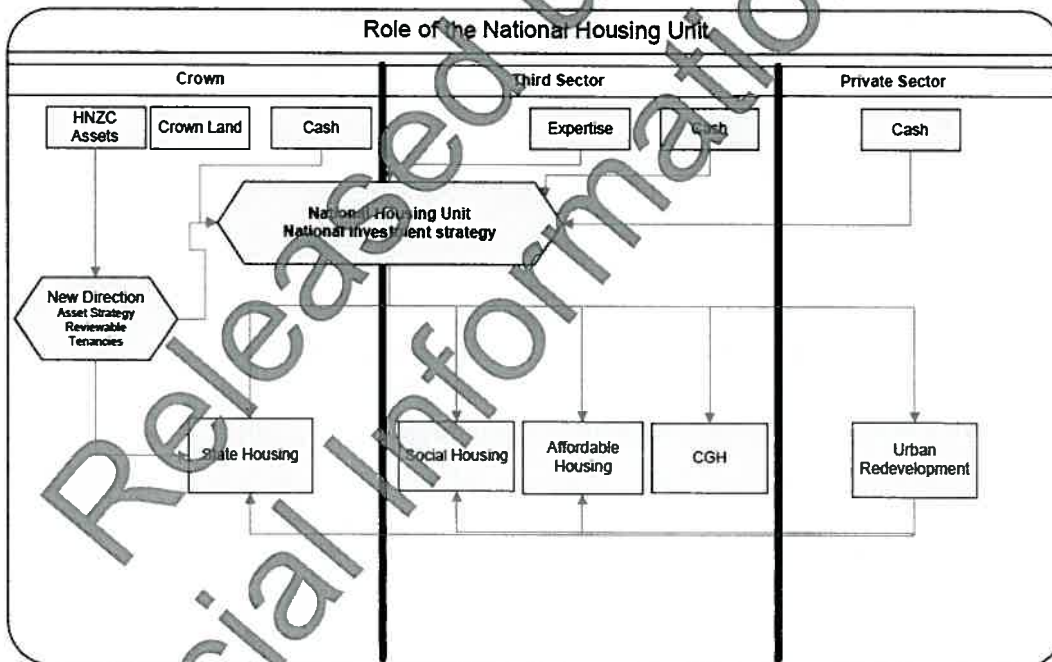 Role of the National Housing Unit
Crown
Third Sector
Private Sector
HNZC
Assets
Crown Land
Cash
Expertise
Cash
Cash
National Housing Unit
National investment strategy
New Direction
Asset Strategy
Reviewable
Tenancies
State Housing
Social Housing
Affordable
Housing
CGH
Urban
Redevelopment
Released
Information